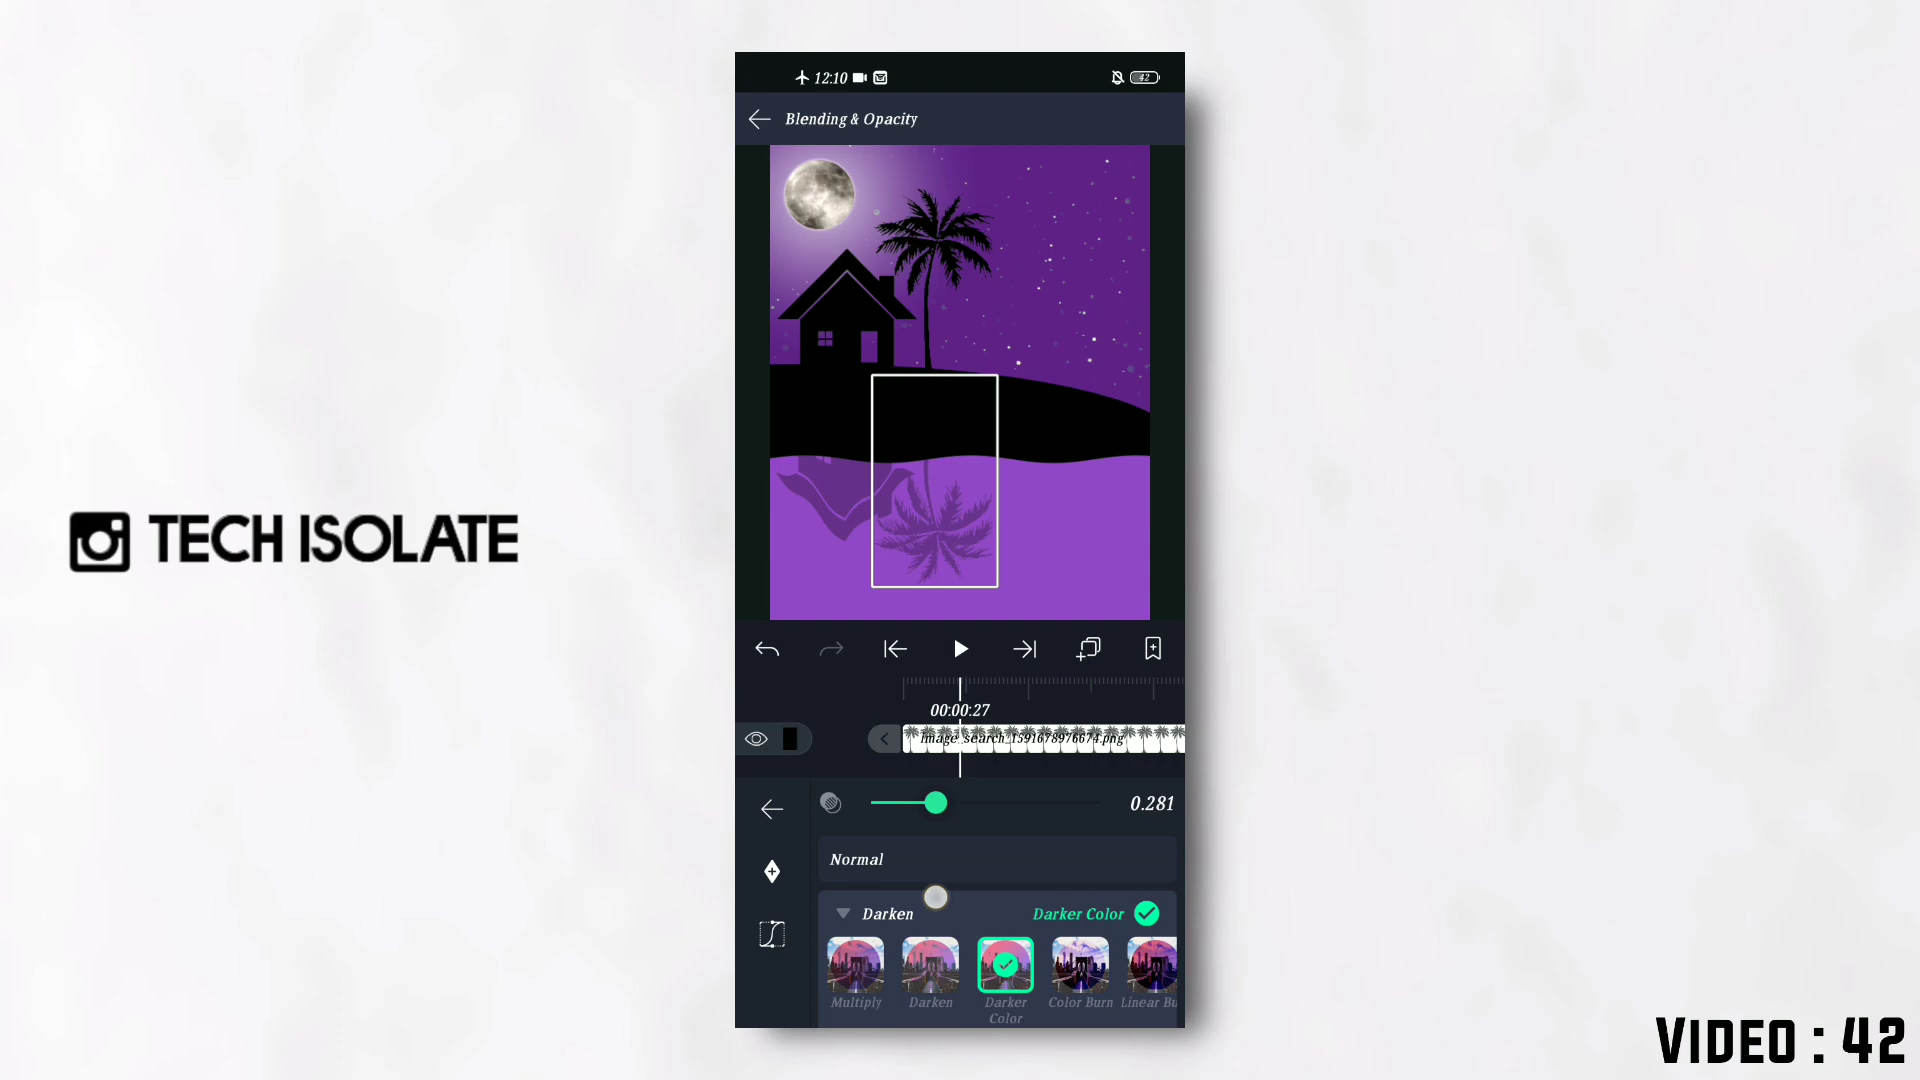 12:10
42
Blending & Opacity
TECH ISOLATE
00:00:27
image_search_1591678976674.png
0.281
Normal
Darken
Darker Color
Multiply
Darken
Darker Color
Color Burn
Linear Bu
VIDEO : 42